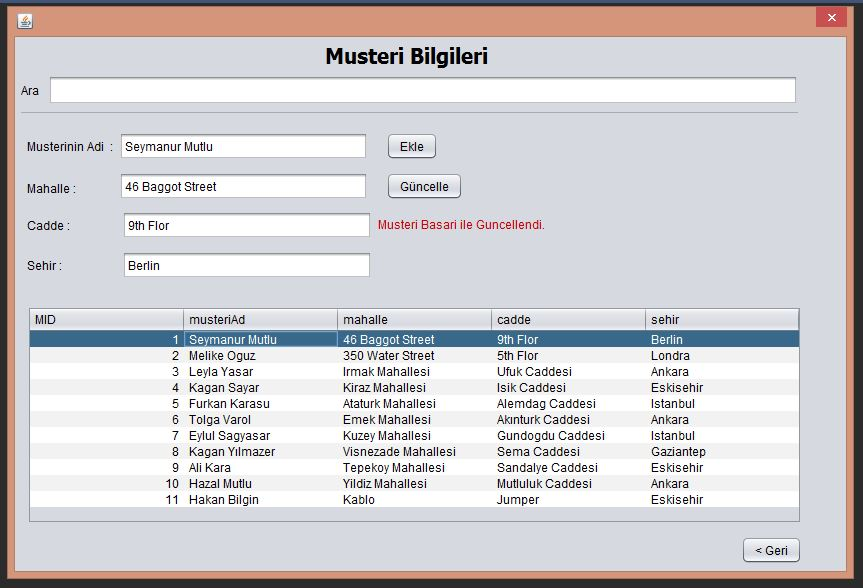 Musteri Bilgileri
Ara
Musterinin Adi : Seymanur Mutlu Ekle
Mahalle : 46 Baggot Street Güncelle
Cadde : 9th Flor Musteri Basari ile Guncellendi.
Sehir : Berlin
MID musteriAd mahalle cadde sehir
1 Seymanur Mutlu 46 Baggot Street 9th Flor Berlin
2 Melike Oguz 350 Water Street 5th Flor Londra
3 Leyla Yasar Irmak Mahallesi Ufuk Caddesi Ankara
4 Kagan Sayar Kiraz Mahallesi Isik Caddesi Eskisehir
5 Furkan Karasu Ataturk Mahallesi Alemdag Caddesi Istanbul
6 Tolga Varol Emek Mahallesi Akınturk Caddesi Ankara
7 Eylul Sagyasar Kuzey Mahallesi Gundogdu Caddesi Istanbul
8 Kagan Yılmazer Visnezade Mahallesi Sema Caddesi Gaziantep
9 Ali Kara Tepekoy Mahallesi Sandalye Caddesi Eskisehir
10 Hazal Mutlu Yildiz Mahallesi Mutluluk Caddesi Ankara
11 Hakan Bilgin Kablo Jumper Eskisehir
< Geri